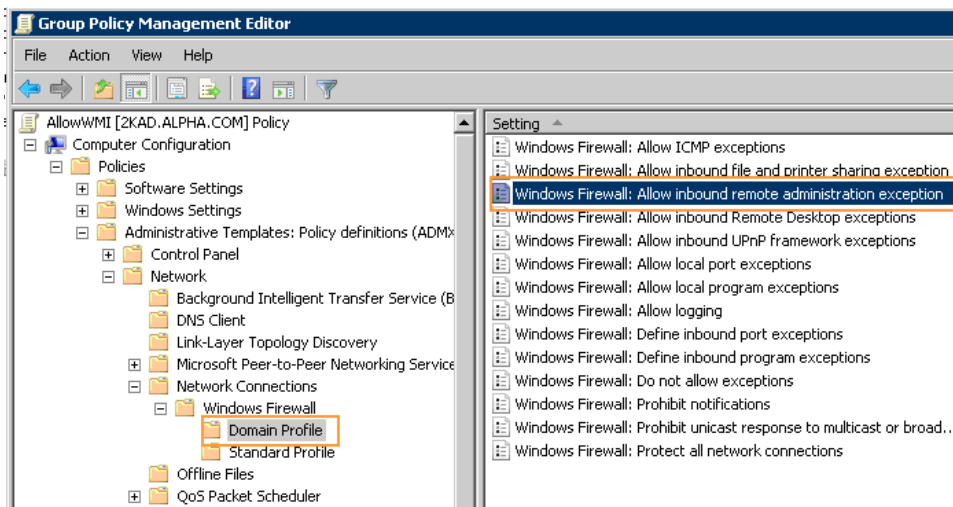 Group Policy Management Editor
File Action View Help
AllowWMI [2KAD.ALPHA.COM] Policy
Computer Configuration
Policies
Software Settings
Windows Settings
Administrative Templates: Policy definitions (ADMX
Control Panel
Network
Background Intelligent Transfer Service (B
DNS Client
Link-Layer Topology Discovery
Microsoft Peer-to-Peer Networking Service
Network Connections
Windows Firewall
Domain Profile
Standard Profile
Offline Files
QoS Packet Scheduler
Setting
Windows Firewall: Allow ICMP exceptions
Windows Firewall: Allow inbound file and printer sharing exception
Windows Firewall: Allow inbound remote administration exception
Windows Firewall: Allow inbound Remote Desktop exceptions
Windows Firewall: Allow inbound UPnP framework exceptions
Windows Firewall: Allow local port exceptions
Windows Firewall: Allow local program exceptions
Windows Firewall: Allow logging
Windows Firewall: Define inbound port exceptions
Windows Firewall: Define inbound program exceptions
Windows Firewall: Do not allow exceptions
Windows Firewall: Prohibit notifications
Windows Firewall: Prohibit unicast response to multicast or broad...
Windows Firewall: Protect all network connections